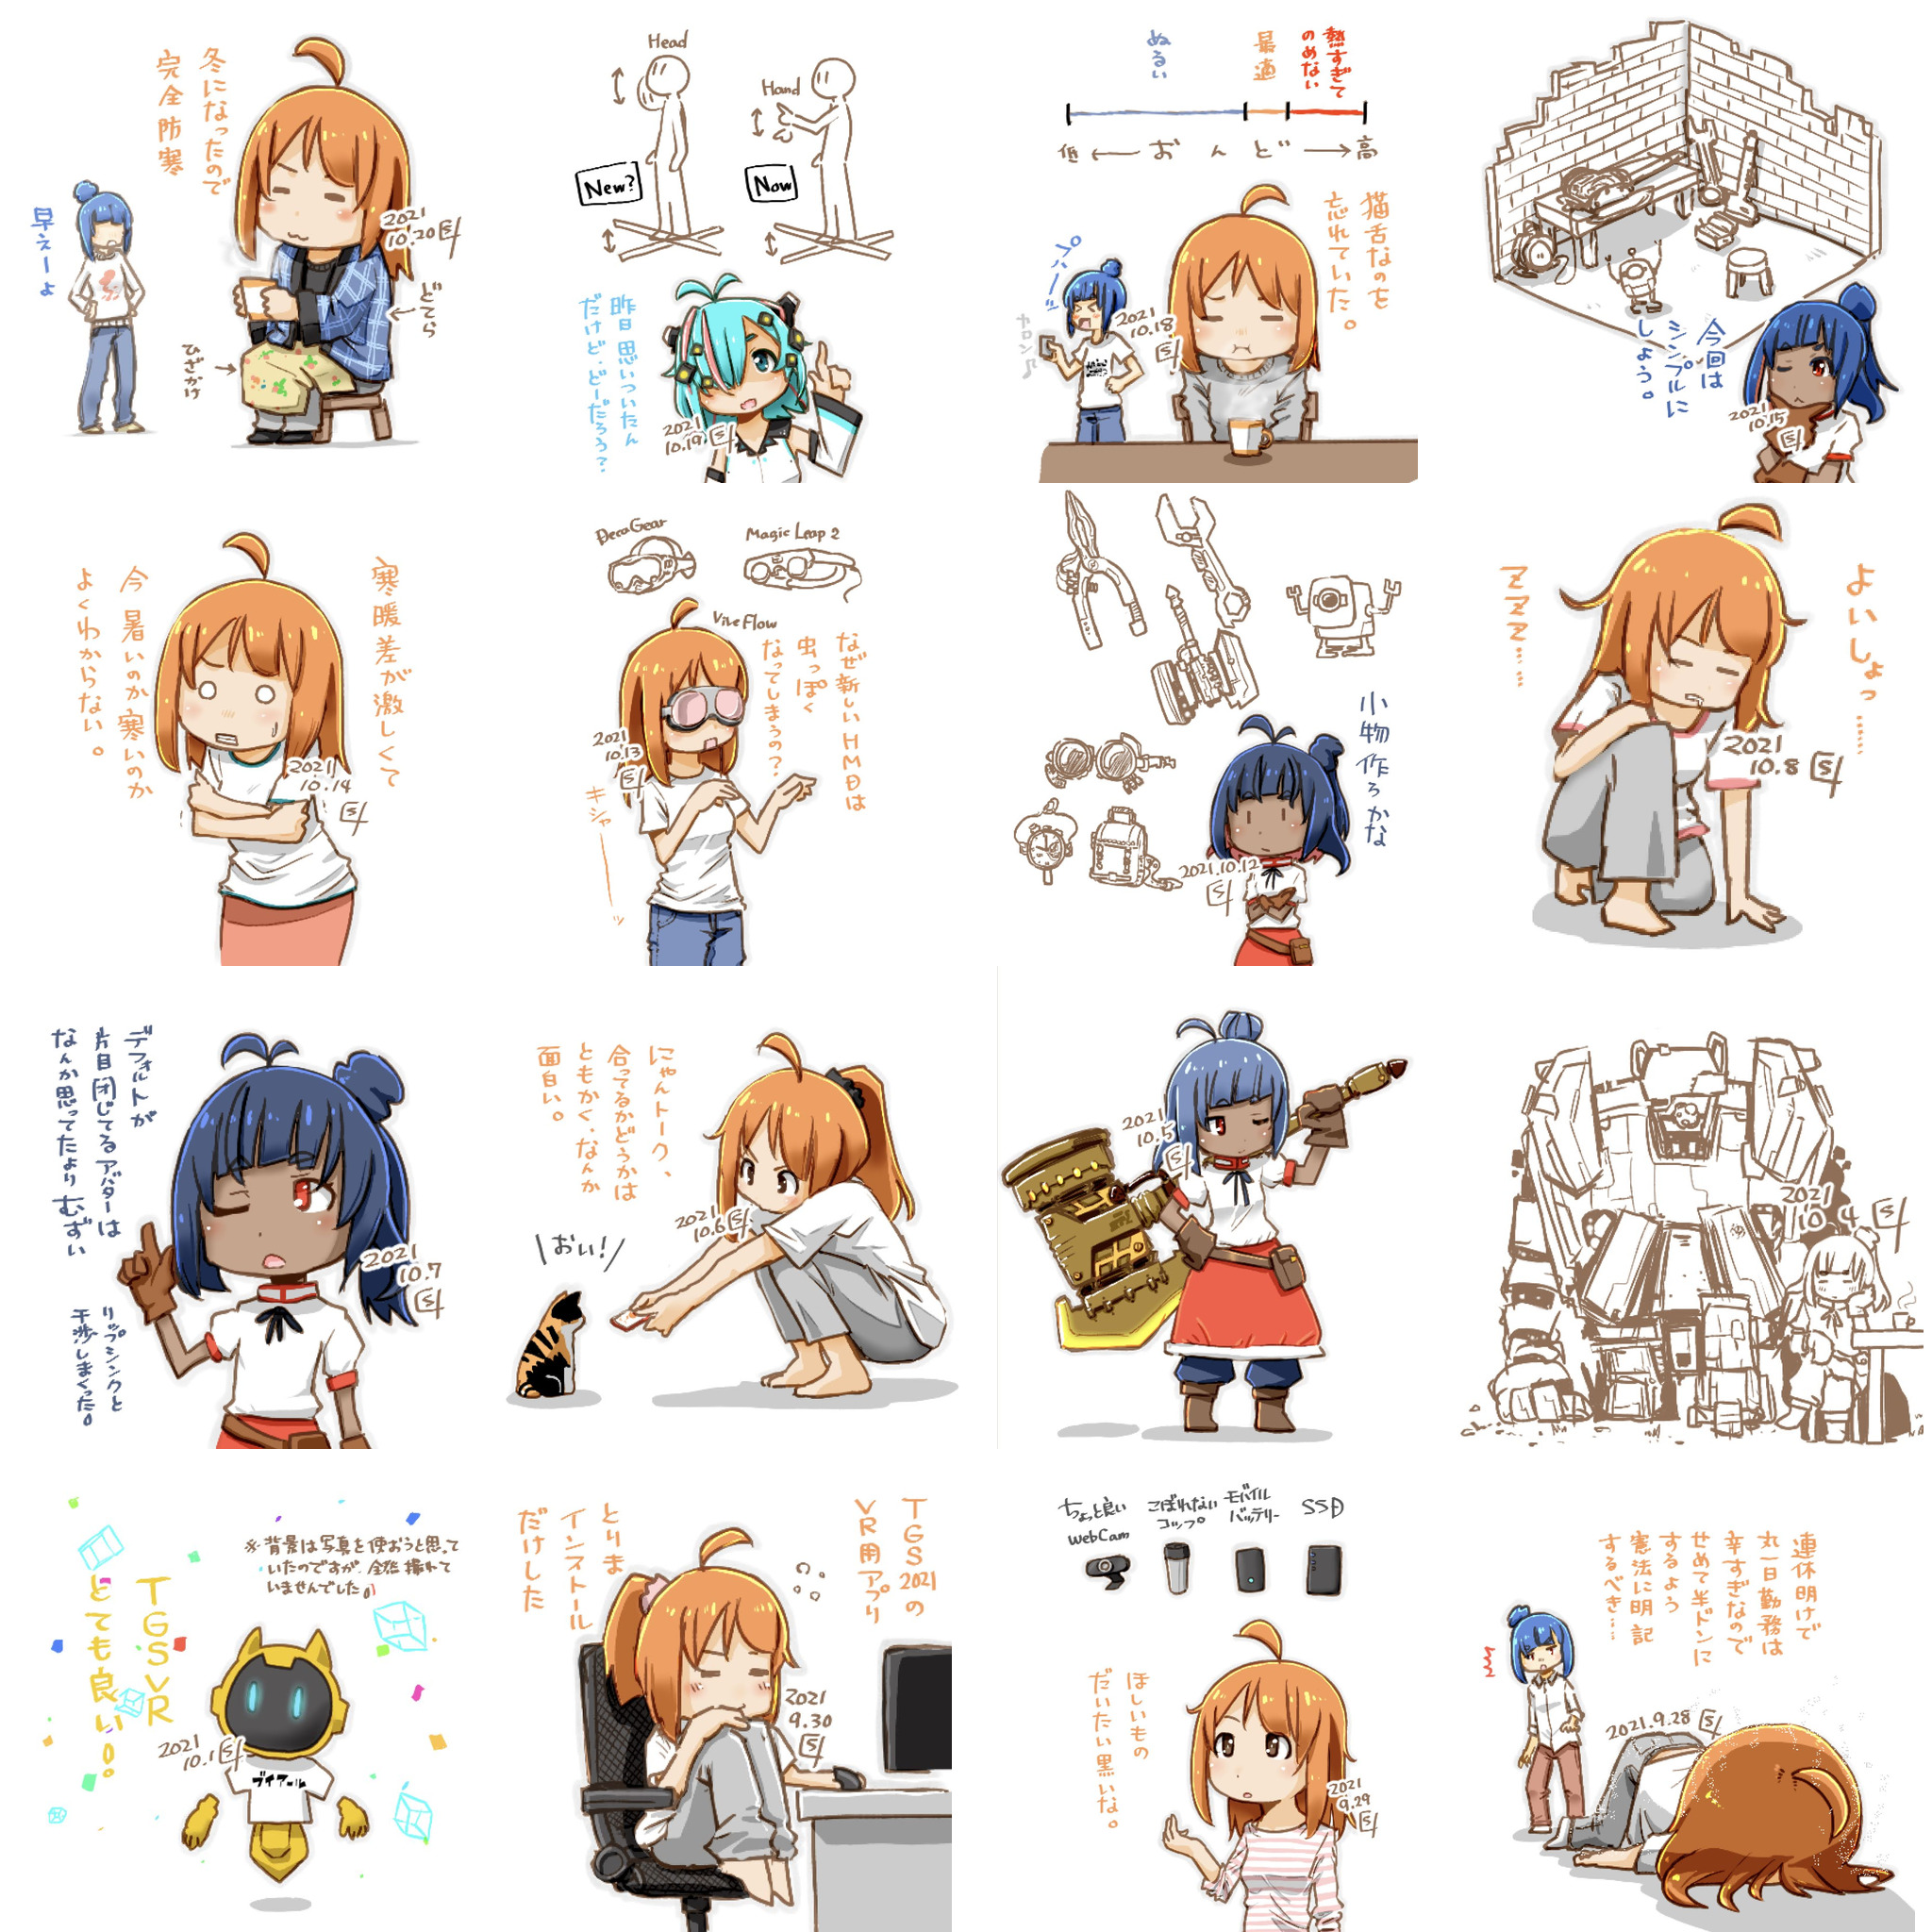 冬になったので
完全防寒
早えーよ
どてら
ひざかけ
2021
10.20
Head
Hand
New?
Now
昨日思いついたん
だけど、どーだろう?
2021
10.19
熱すぎて
のめない
最適
ぬるい
低 ← おんど → 高
猫舌なのを
忘れていた。
プハーッ
カロン♪
2021
10.18
今回は
シンプルに
しよう。
2021
10.15
寒暖差が激しくて
今暑いのか寒いのか
よくわからない。
2021
10.14
DecaGear
Magic Leap 2
Vive Flow
なぜ新しいHMDは
虫っぽく
なってしまうの?
キシャーーッ
2021
10.13
小物作ろかな
2021.10.12
よいしょっ……
ZZZZ……
2021
10.8
デフォルトが
片目閉じてるアバターは
なんか思ってたよりむずい
リップシンクと
干渉しまくった。
2021
10.7
にゃんトーク、
合ってるかどうかは
ともかく、なんか
面白い。
おい!
2021
10.6
2021
10.5
2021
10 4
※背景は写真を使おうと思って
いたのですが、全然撮れて
いませんでした。
TGSVR
とても良い。
ブイアール
2021
10.1
TGS2021の
VR用アプリ
とりま
インストール
だけした
2021
9.30
ちょっと良い
WebCam
こぼれない
コップ
モバイル
バッテリー
SSD
ほしいもの
だいたい黒いな。
2021
9.29
連休明けで
丸一日勤務は
辛すぎなので
せめて半ドンに
するよう
憲法に明記
するべき…
2021.9.28